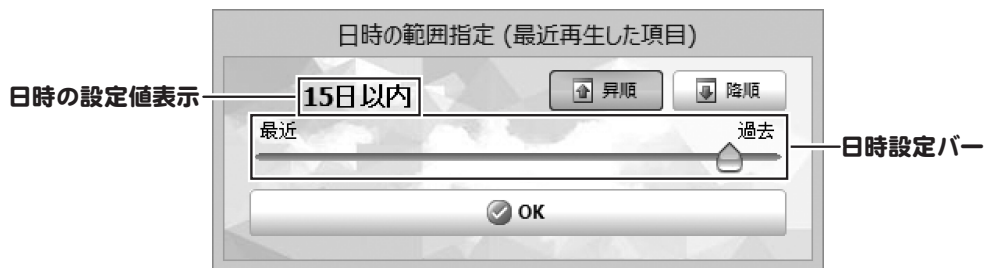 日時の範囲指定 (最近再生した項目)
日時の設定値表示
15日以内
昇順
降順
最近
過去
日時設定バー
OK